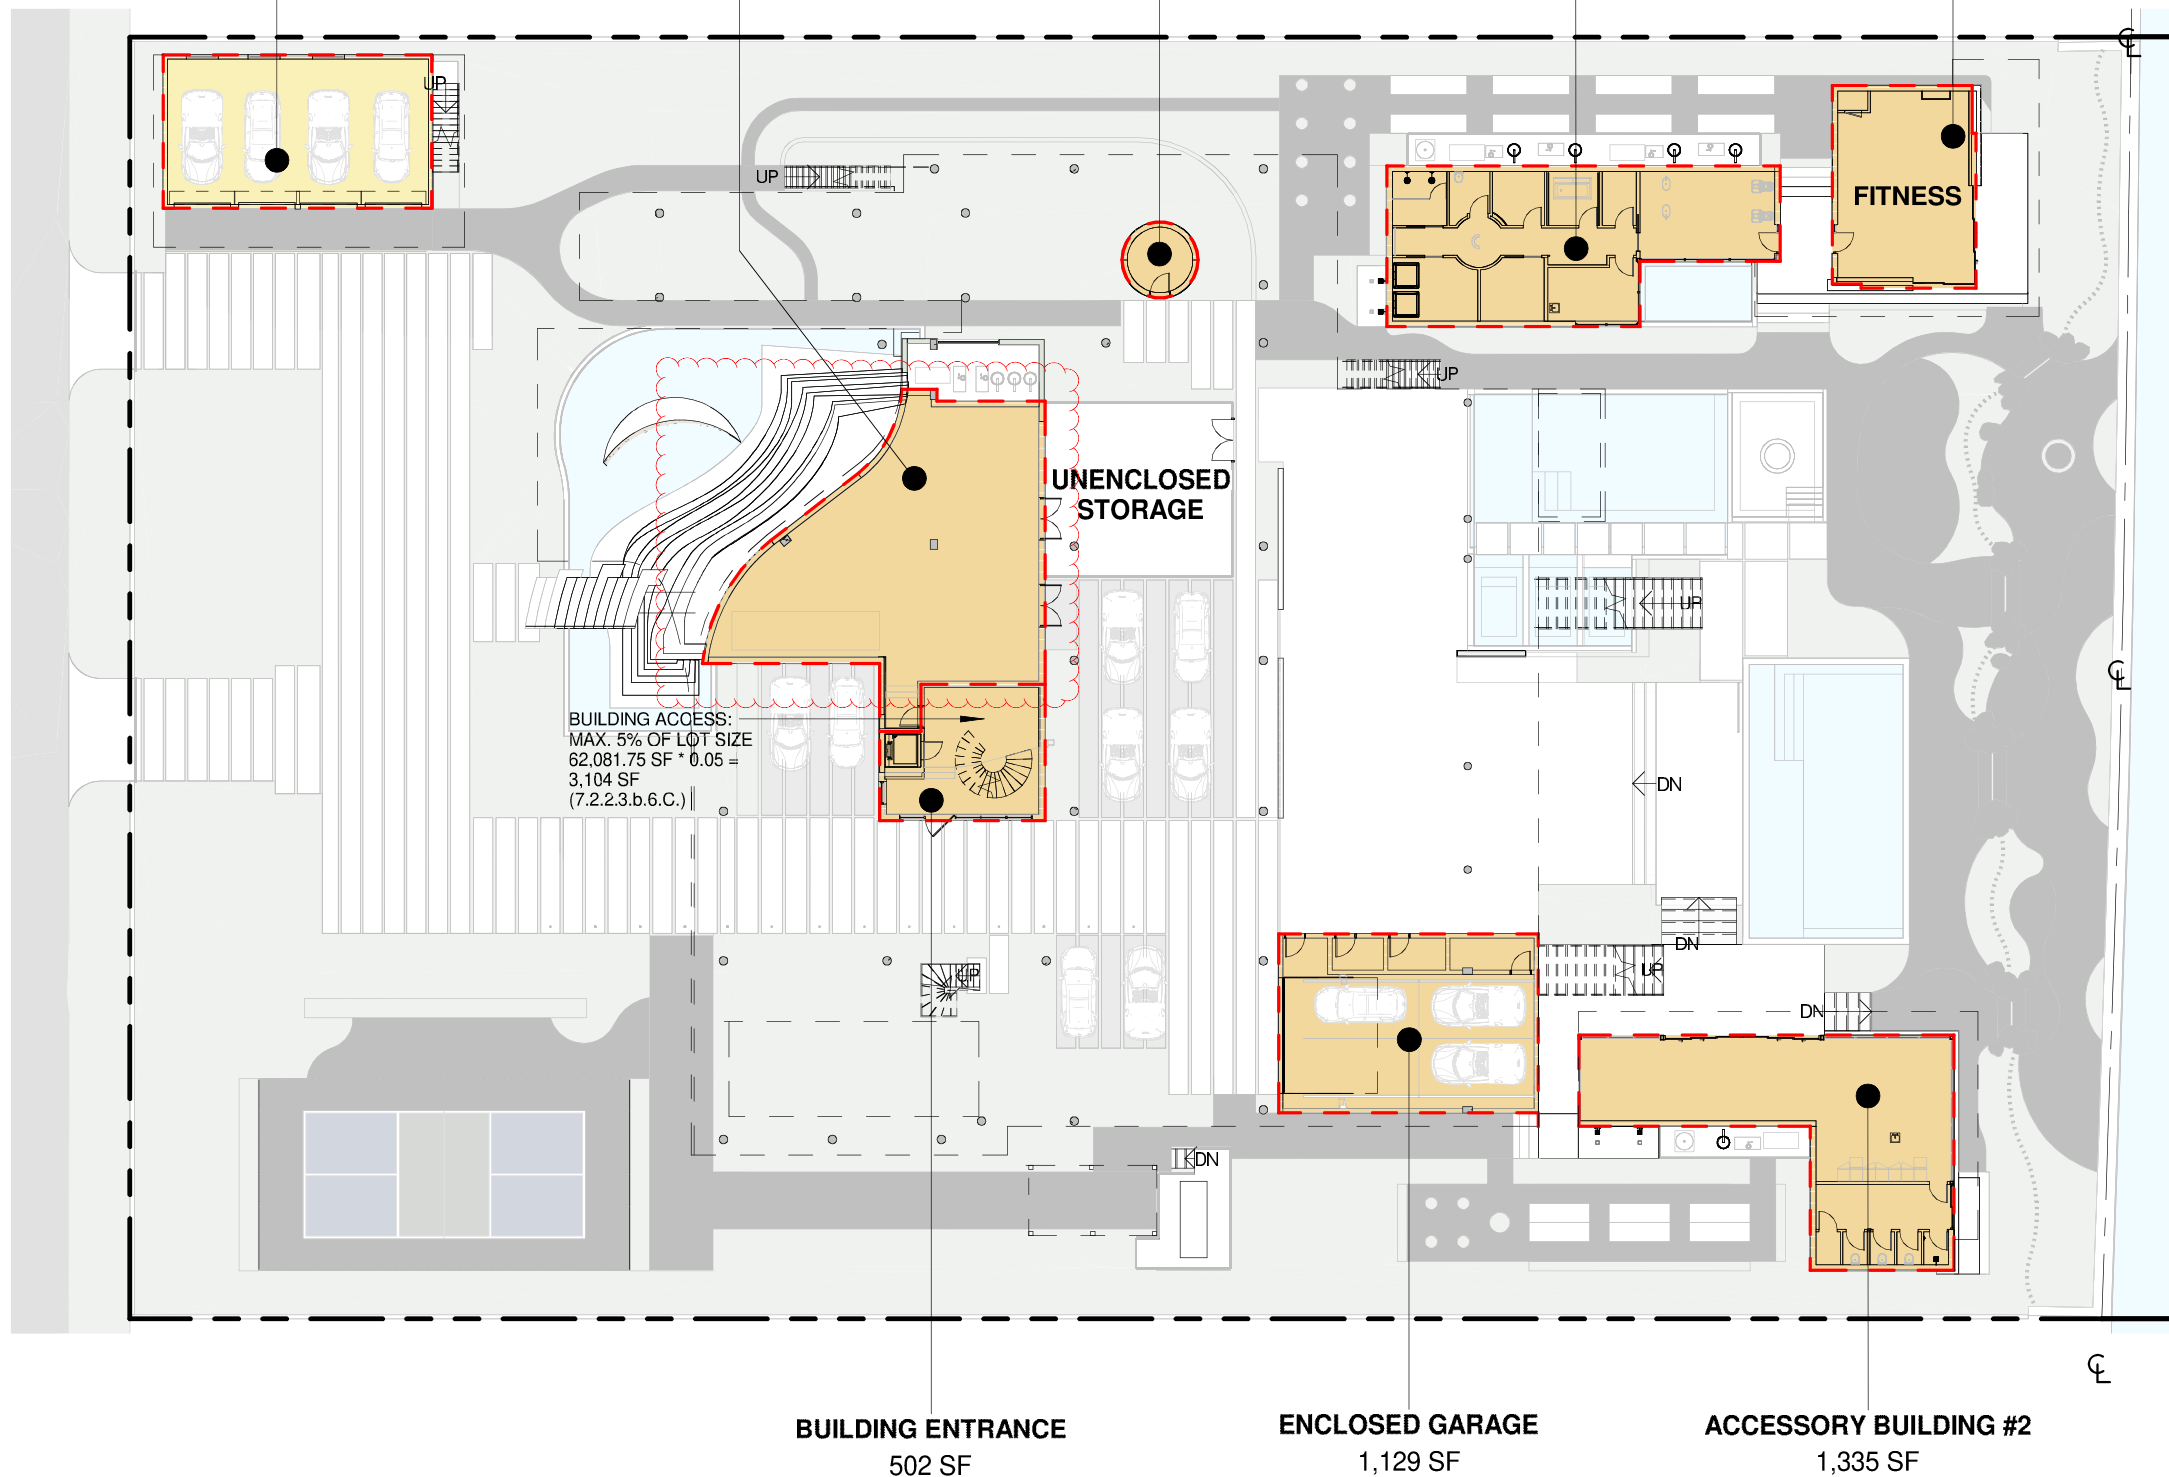 UP
UP
FITNESS
UP
UNENCLOSED
STORAGE
UP
BUILDING ACCESS:
MAX. 5% OF LOT SIZE
62,081.75 SF * 0.05 =
3,104 SF
(7.2.2.3.b.6.C.)
DN
DN
UP
UP
DN
DN
BUILDING ENTRANCE
502 SF
ENCLOSED GARAGE
1,129 SF
ACCESSORY BUILDING #2
1,335 SF